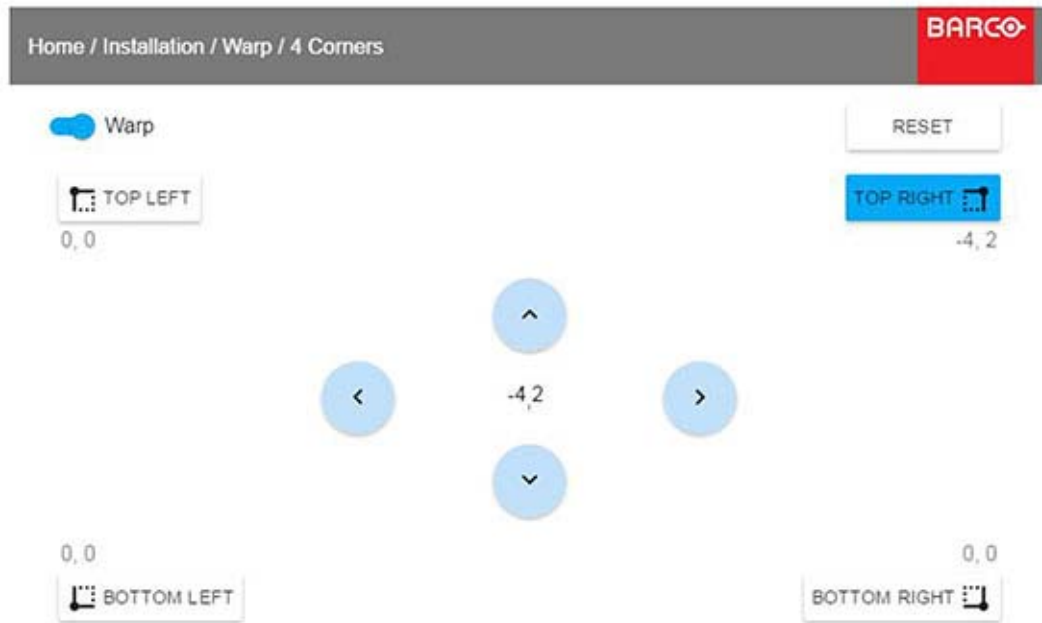 Home / Installation / Warp / 4 Corners
BARCO
Warp
RESET
TOP LEFT
TOP RIGHT
0, 0
-4, 2
-4,2
0, 0
0, 0
BOTTOM LEFT
BOTTOM RIGHT